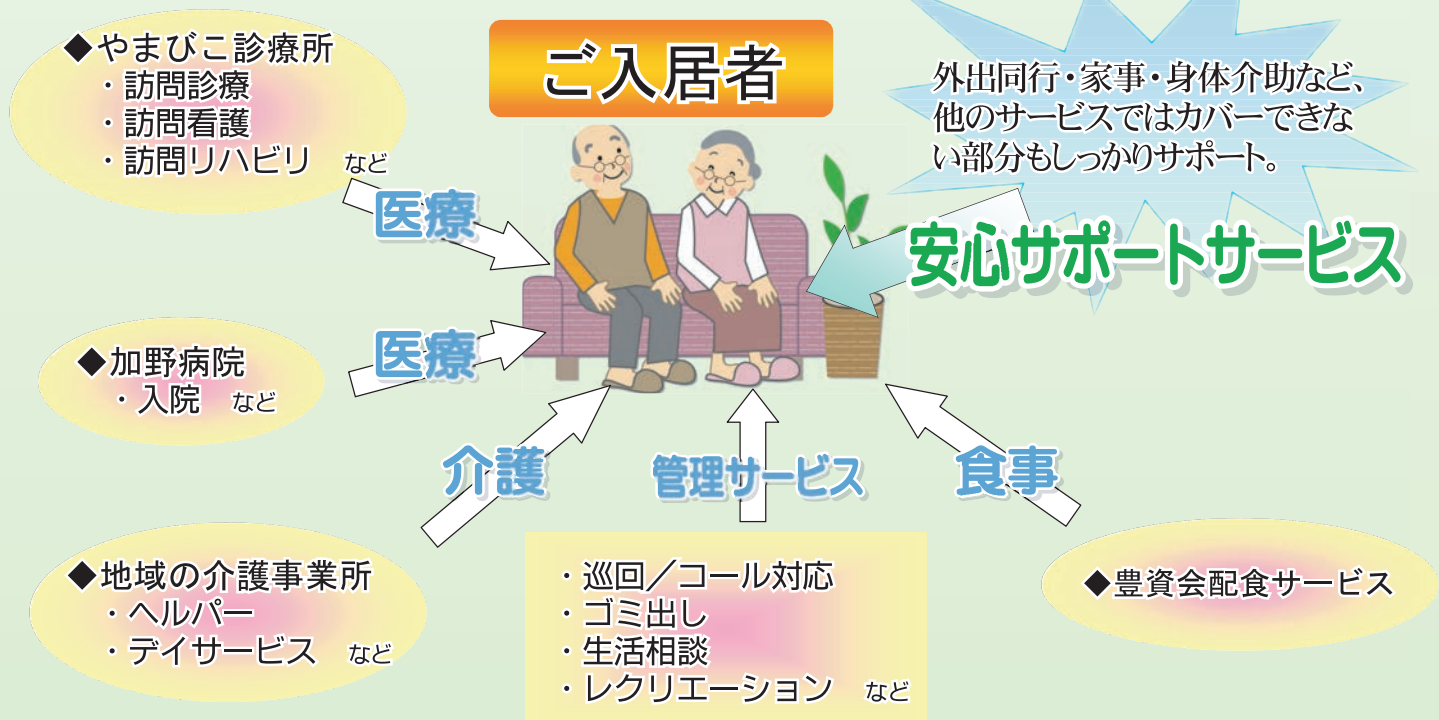 ◆やまびこ診療所
・訪問診療
・訪問看護
・訪問リハビリ など
ご入居者
外出同行・家事・身体介助など、
他のサービスではカバーできな
い部分もしっかりサポート。
医療
安心サポートサービス
◆加野病院
・入院 など
医療
介護
管理サービス
食事
◆地域の介護事業所
・ヘルパー
・デイサービス など
・巡回／コール対応
・ゴミ出し
・生活相談
・レクリエーション など
◆豊資会配食サービス